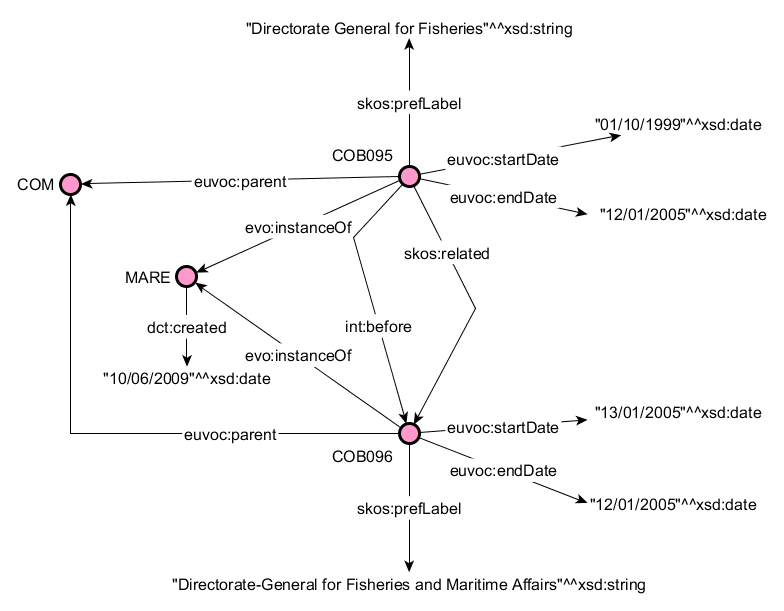 "Directorate General for Fisheries"^^xsd:string
skos:prefLabel
"01/10/1999"^^xsd:date
COB095
euvoc:startDate
COM
euvoc:parent
euvoc:endDate
"12/01/2005"^^xsd:date
evo:instanceOf
skos:related
MARE
dct:created
int:before
evo:instanceOf
"10/06/2009"^^xsd:date
"13/01/2005"^^xsd:date
euvoc:startDate
euvoc:parent
COB096
euvoc:endDate
"12/01/2005"^^xsd:date
skos:prefLabel
"Directorate-General for Fisheries and Maritime Affairs"^^xsd:string